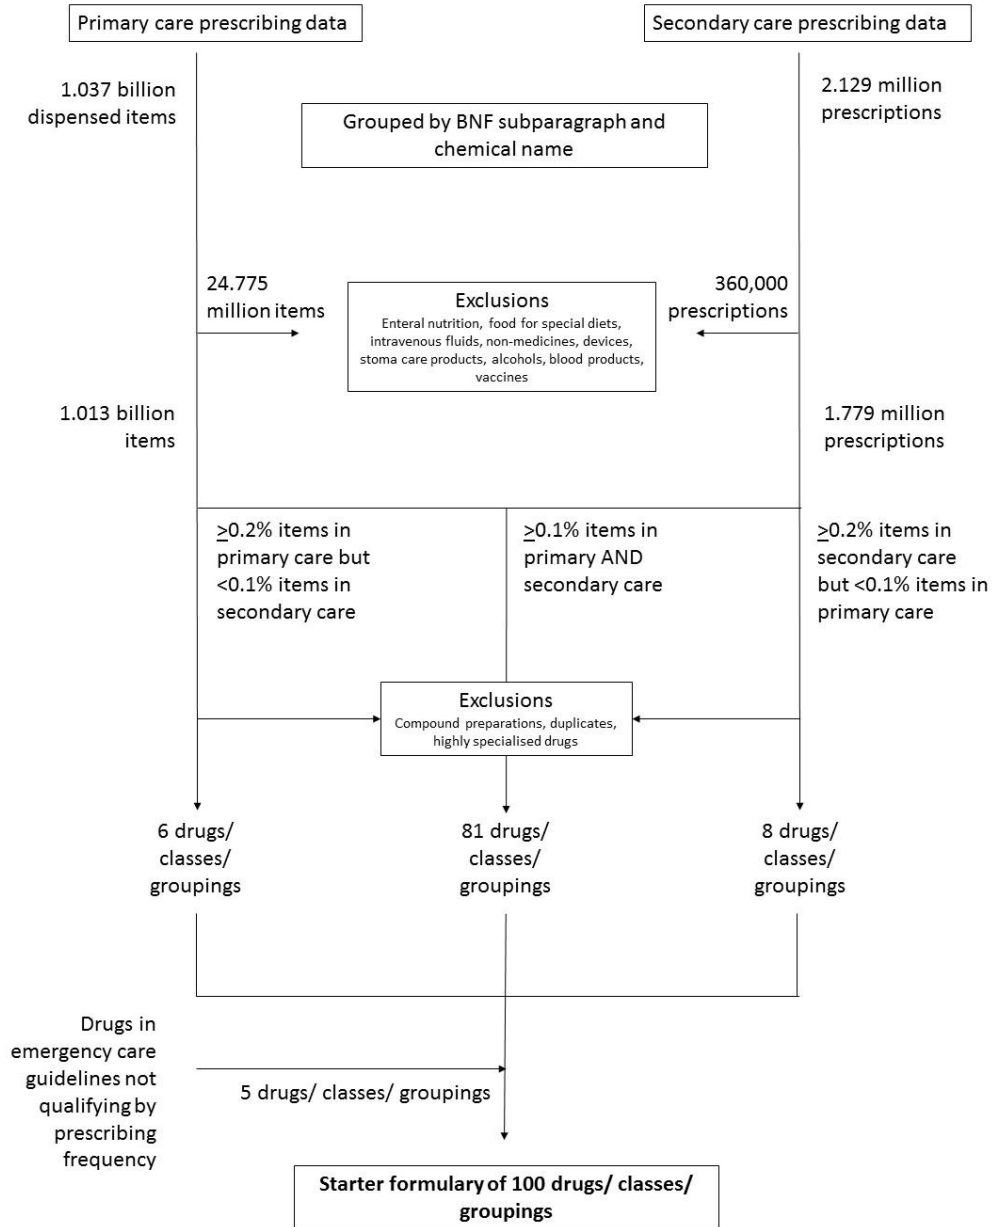 Primary care prescribing data
Secondary care prescribing data
1.037 billion
dispensed items
2.129 million
prescriptions
Grouped by BNF subparagraph and
chemical name
24.775
million items
360,000
prescriptions
Exclusions
Enteral nutrition, food for special diets,
intravenous fluids, non-medicines, devices,
stoma care products, alcohols, blood products,
vaccines
1.013 billion
items
1.779 million
prescriptions
≥0.2% items in
primary care but
<0.1% items in
secondary care
≥0.1% items in
primary AND
secondary care
≥0.2% items in
secondary care
but <0.1% items in
primary care
Exclusions
Compound preparations, duplicates,
highly specialised drugs
6 drugs/
classes/
groupings
81 drugs/
classes/
groupings
8 drugs/
classes/
groupings
Drugs in
emergency care
guidelines not
qualifying by
prescribing
frequency
5 drugs/ classes/ groupings
Starter formulary of 100 drugs/ classes/
groupings